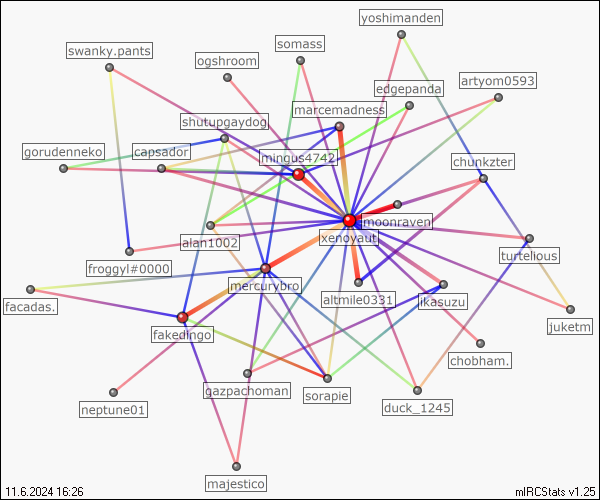 yoshimanden
somass
swanky.pants
ogshroom
artyom0593
edgepanda
marcemadness
shutupgaydog
gorudenneko
capsador
mingus4742
chunkzter
moonraven
xenoyaut
alan1002
turtelious
froggyl#0000
mercurybro
altmile0331
ikasuzu
facadas.
juketm
fakedingo
chobham.
gazpachoman
sorapie
neptune01
duck_1245
majestico
11.6.2024 16:26
mIRCStats v1.25